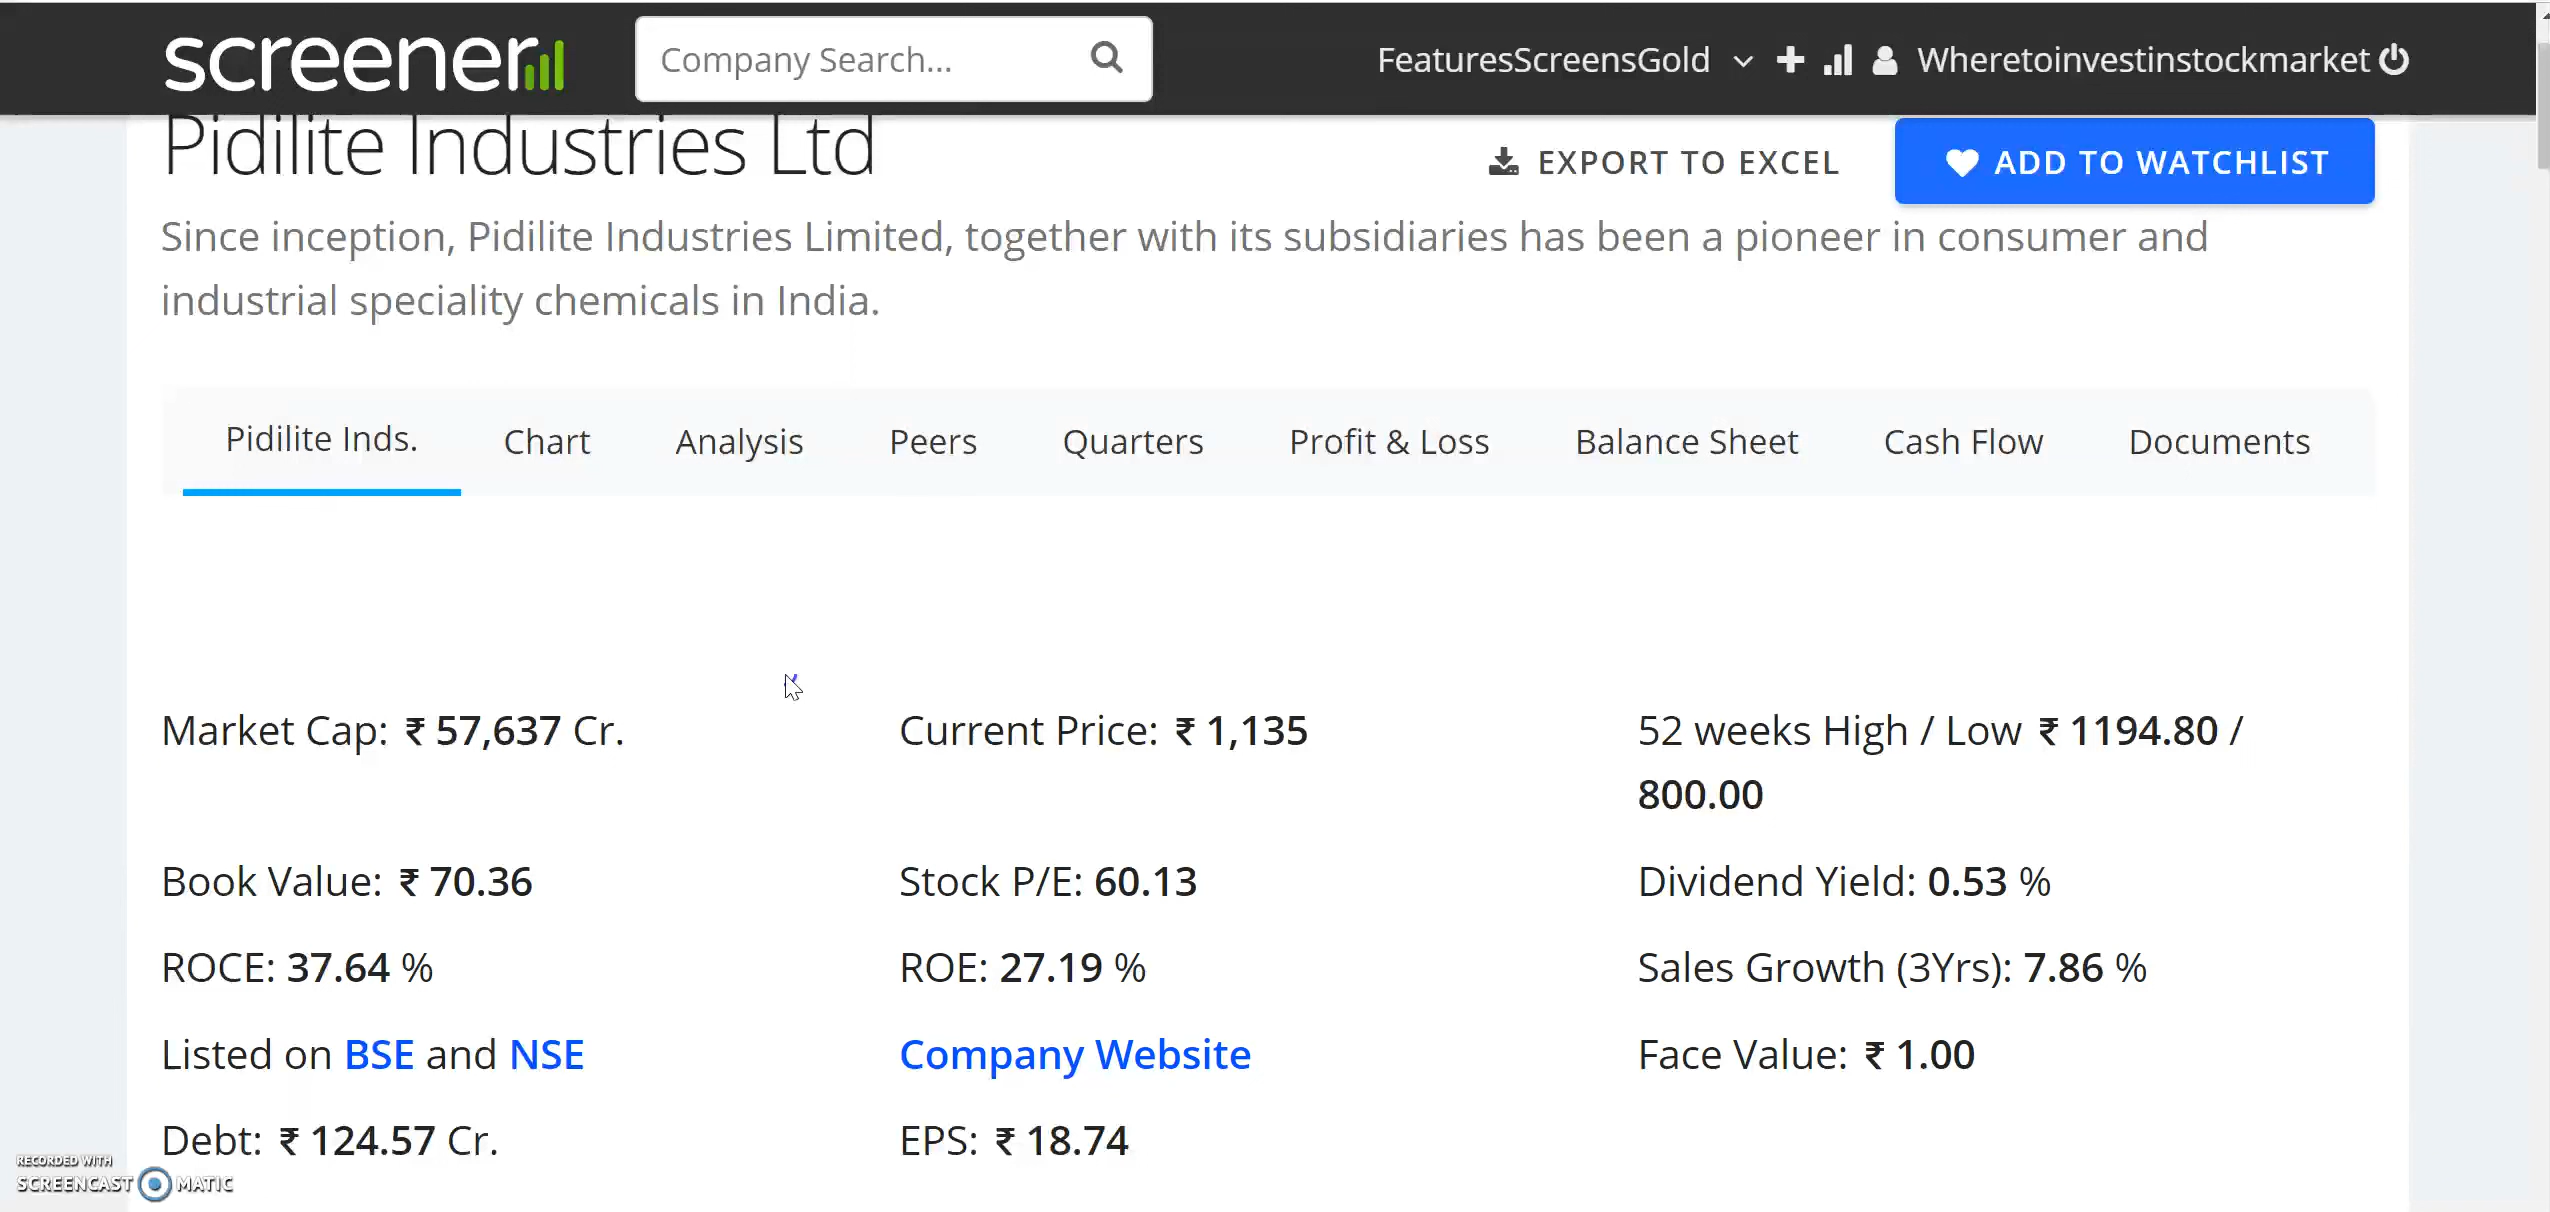 screener
Company Search...
FeaturesScreensGold
Wheretoinvestinstockmarket
Pidilite Industries Ltd
EXPORT TO EXCEL
ADD TO WATCHLIST
Since inception, Pidilite Industries Limited, together with its subsidiaries has been a pioneer in consumer and
industrial speciality chemicals in India.
Pidilite Inds. Chart Analysis Peers Quarters Profit & Loss Balance Sheet Cash Flow Documents
Market Cap: ₹ 57,637 Cr.
Current Price: ₹ 1,135
52 weeks High / Low ₹ 1194.80 /
800.00
Book Value: ₹ 70.36
Stock P/E: 60.13
Dividend Yield: 0.53 %
ROCE: 37.64 %
ROE: 27.19 %
Sales Growth (3Yrs): 7.86 %
Listed on BSE and NSE
Company Website
Face Value: ₹ 1.00
Debt: ₹ 124.57 Cr.
EPS: ₹ 18.74
RECORDED WITH
SCREENCAST MATIC